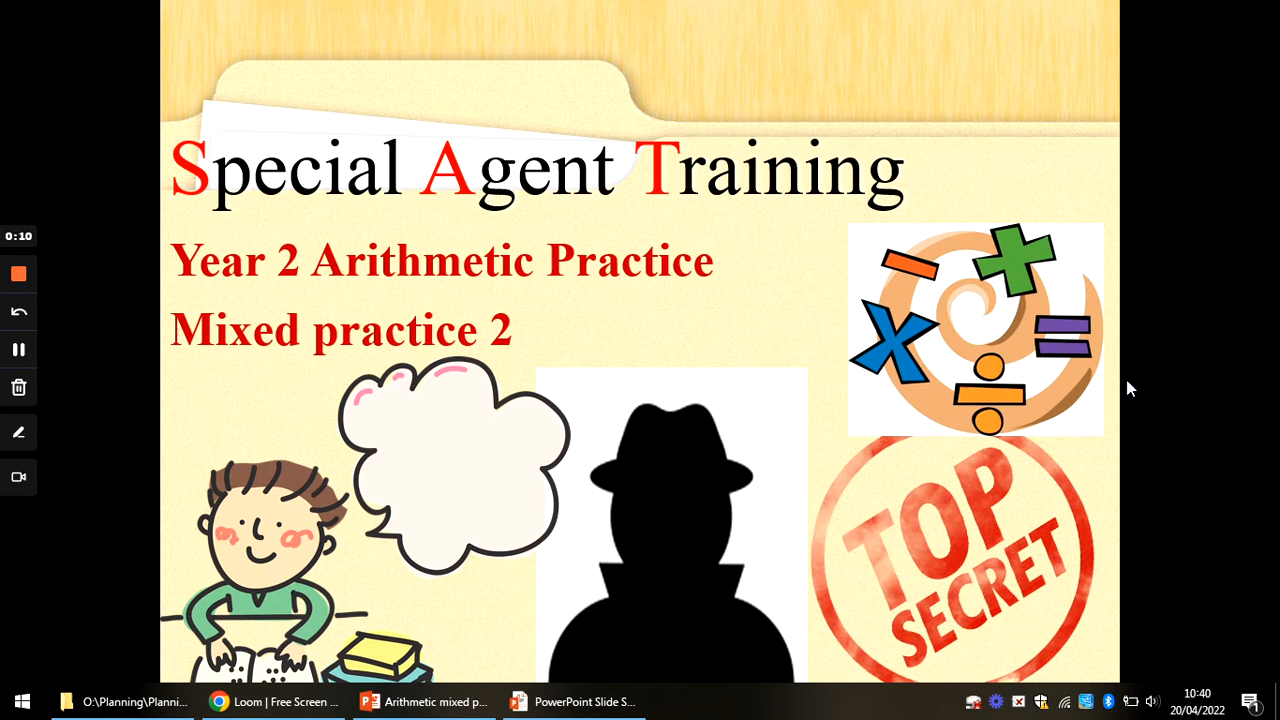 Special Agent Training
Year 2 Arithmetic Practice
Mixed practice 2
TOP
SECRET
0:10
O:\Planning\Planni...
Loom | Free Screen ...
Arithmetic mixed p...
PowerPoint Slide S...
10:40
20/04/2022
1